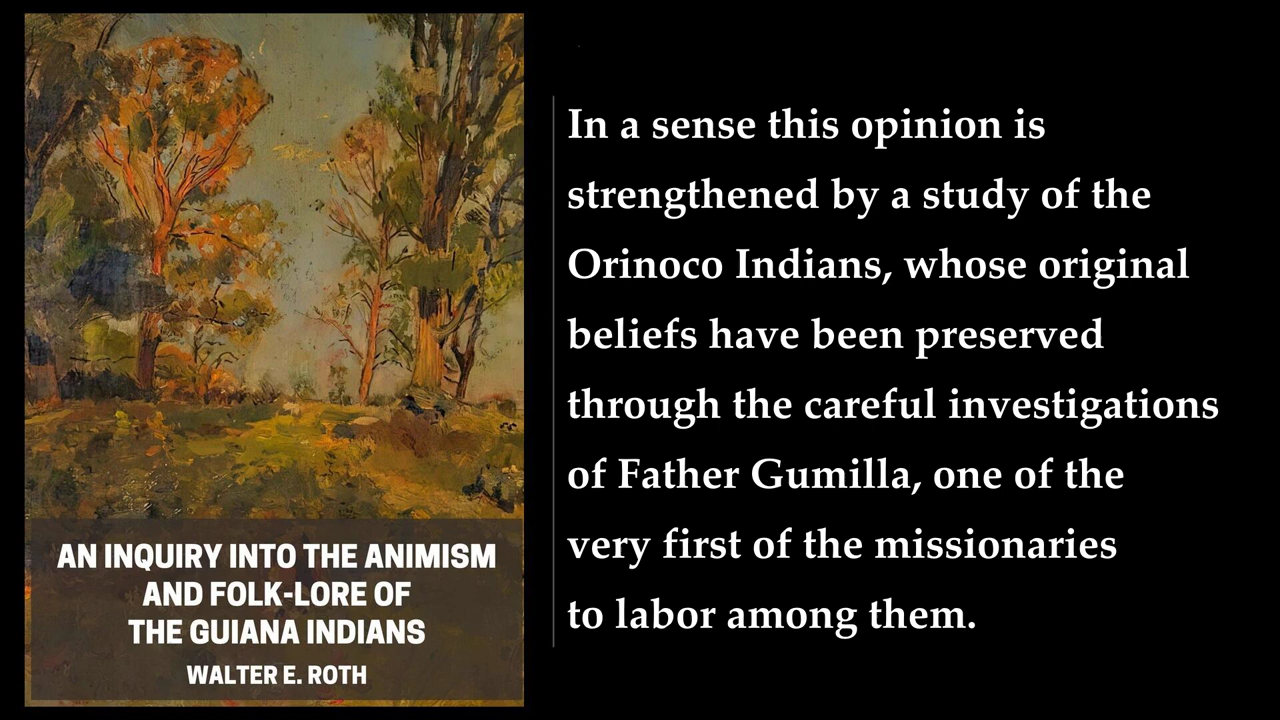 AN INQUIRY INTO THE ANIMISM
AND FOLK-LORE OF
THE GUIANA INDIANS
WALTER E. ROTH
In a sense this opinion is
strengthened by a study of the
Orinoco Indians, whose original
beliefs have been preserved
through the careful investigations
of Father Gumilla, one of the
very first of the missionaries
to labor among them.